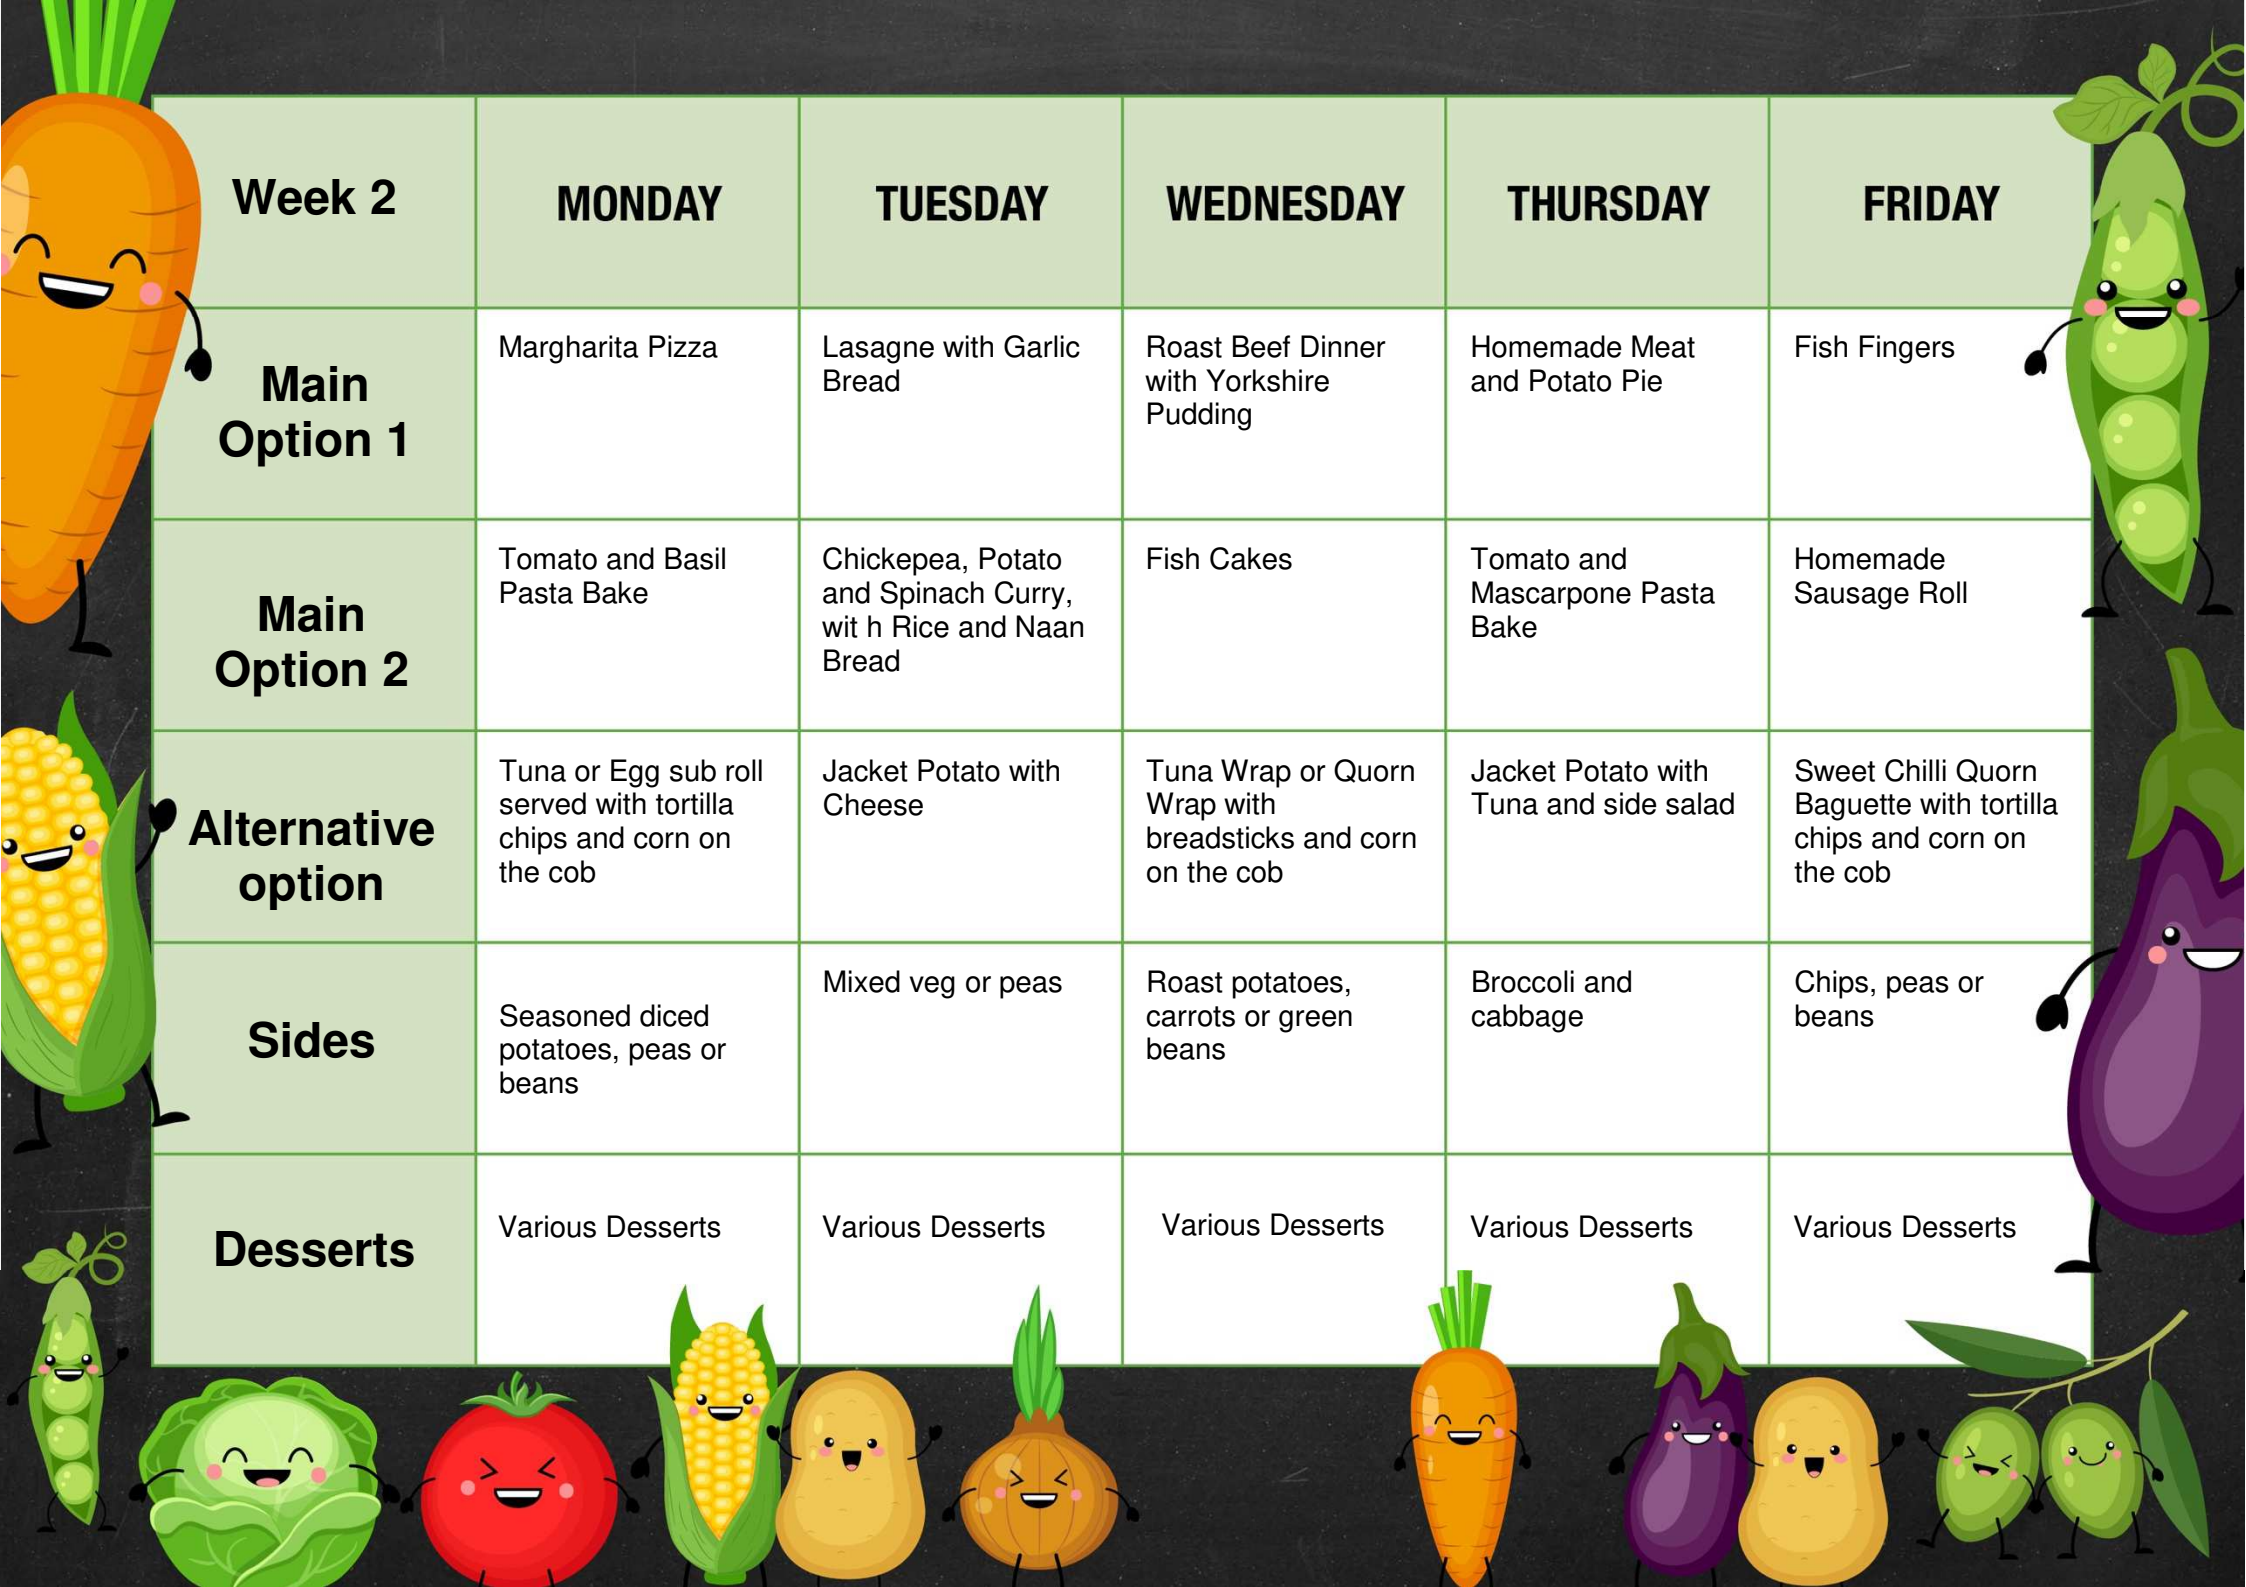 Week 2
MONDAY
TUESDAY
WEDNESDAY
THURSDAY
FRIDAY
Main
Option 1
Margharita Pizza
Lasagne with Garlic
Bread
Roast Beef Dinner
with Yorkshire
Pudding
Homemade Meat
and Potato Pie
Fish Fingers
Main
Option 2
Tomato and Basil
Pasta Bake
Chickepea, Potato
and Spinach Curry,
wit h Rice and Naan
Bread
Fish Cakes
Tomato and
Mascarpone Pasta
Bake
Homemade
Sausage Roll
Alternative
option
Tuna or Egg sub roll
served with tortilla
chips and corn on
the cob
Jacket Potato with
Cheese
Tuna Wrap or Quorn
Wrap with
breadsticks and corn
on the cob
Jacket Potato with
Tuna and side salad
Sweet Chilli Quorn
Baguette with tortilla
chips and corn on
the cob
Sides
Seasoned diced
potatoes, peas or
beans
Mixed veg or peas
Roast potatoes,
carrots or green
beans
Broccoli and
cabbage
Chips, peas or
beans
Desserts
Various Desserts
Various Desserts
Various Desserts
Various Desserts
Various Desserts